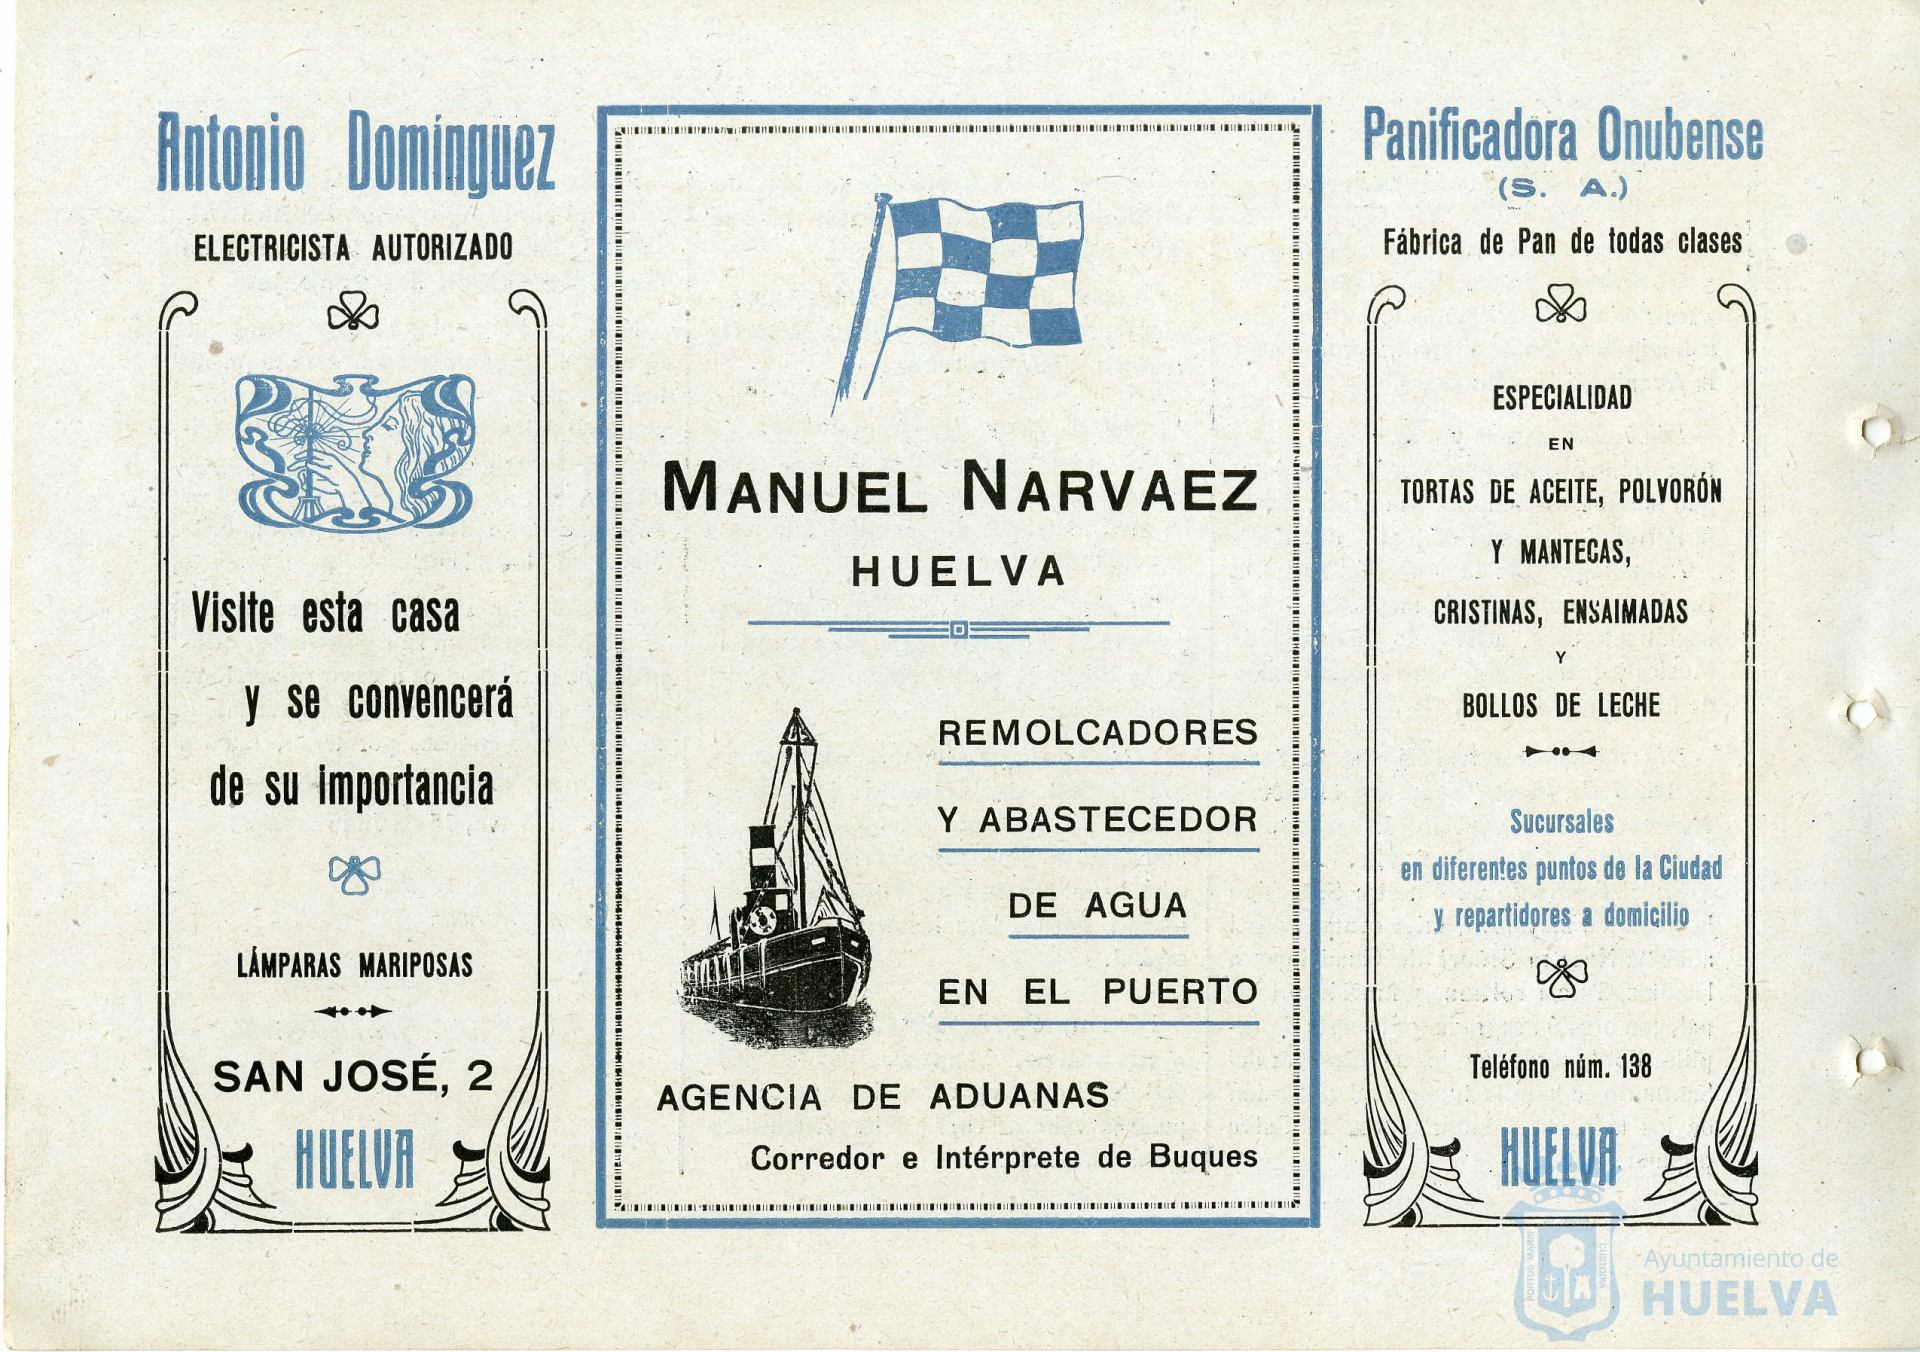 Antonio Domínguez
ELECTRICISTA AUTORIZADO
Visite esta casa
y se convencerá
de su importancia
LÁMPARAS MARIPOSAS
SAN JOSÉ, 2
HUELVA
MANUEL NARVAEZ
HUELVA
REMOLCADORES
Y ABASTECEDOR
DE AGUA
EN EL PUERTO
AGENCIA DE ADUANAS
Corredor e Intérprete de Buques
Panificadora Onubense
(S. A.)
Fábrica de Pan de todas clases
ESPECIALIDAD
EN
TORTAS DE ACEITE, POLVORÓN
Y MANTECAS,
CRISTINAS, ENSAIMADAS
Y
BOLLOS DE LECHE
Sucursales
en diferentes puntos de la Ciudad
y repartidores a domicilio
Teléfono núm. 138
HUELVA
PORTUS MARIS
CUSTODIA
Ayuntamiento de
HUELVA